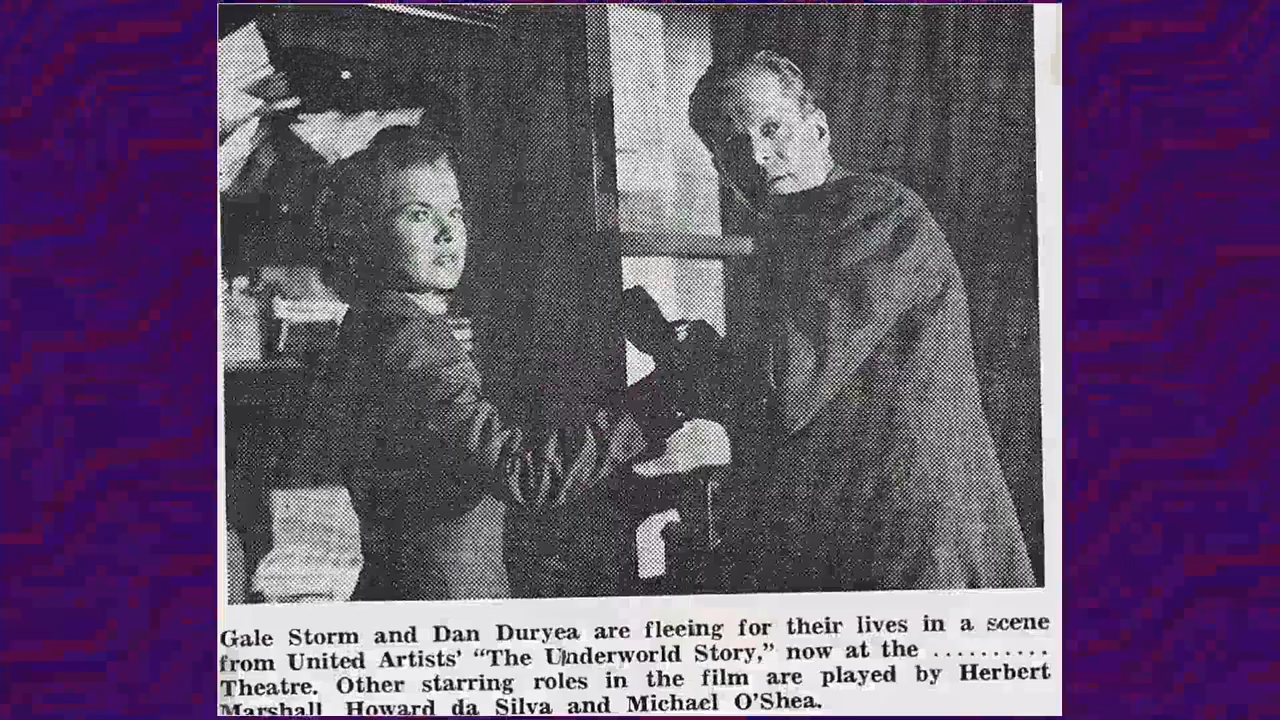 Gale Storm and Dan Duryea are fleeing for their lives in a scene
from United Artists' "The Underworld Story," now at the ..........
Theatre. Other starring roles in the film are played by Herbert
Marshall, Howard da Silva and Michael O'Shea.